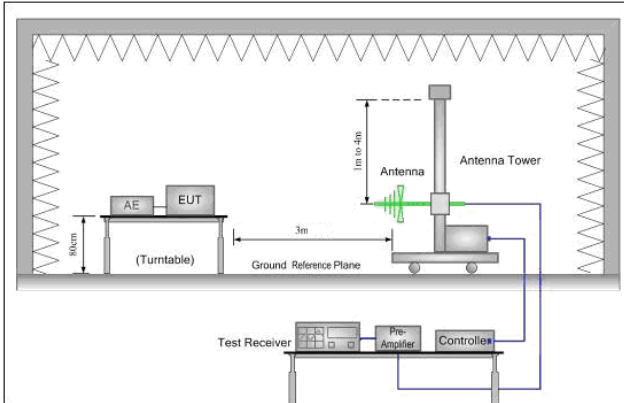 1m to 4m
Antenna
Antenna Tower
AE
EUT
80cm
(Turntable)
3m
Ground Reference Plane
Test Receiver
Pre-
Amplifier
Controller